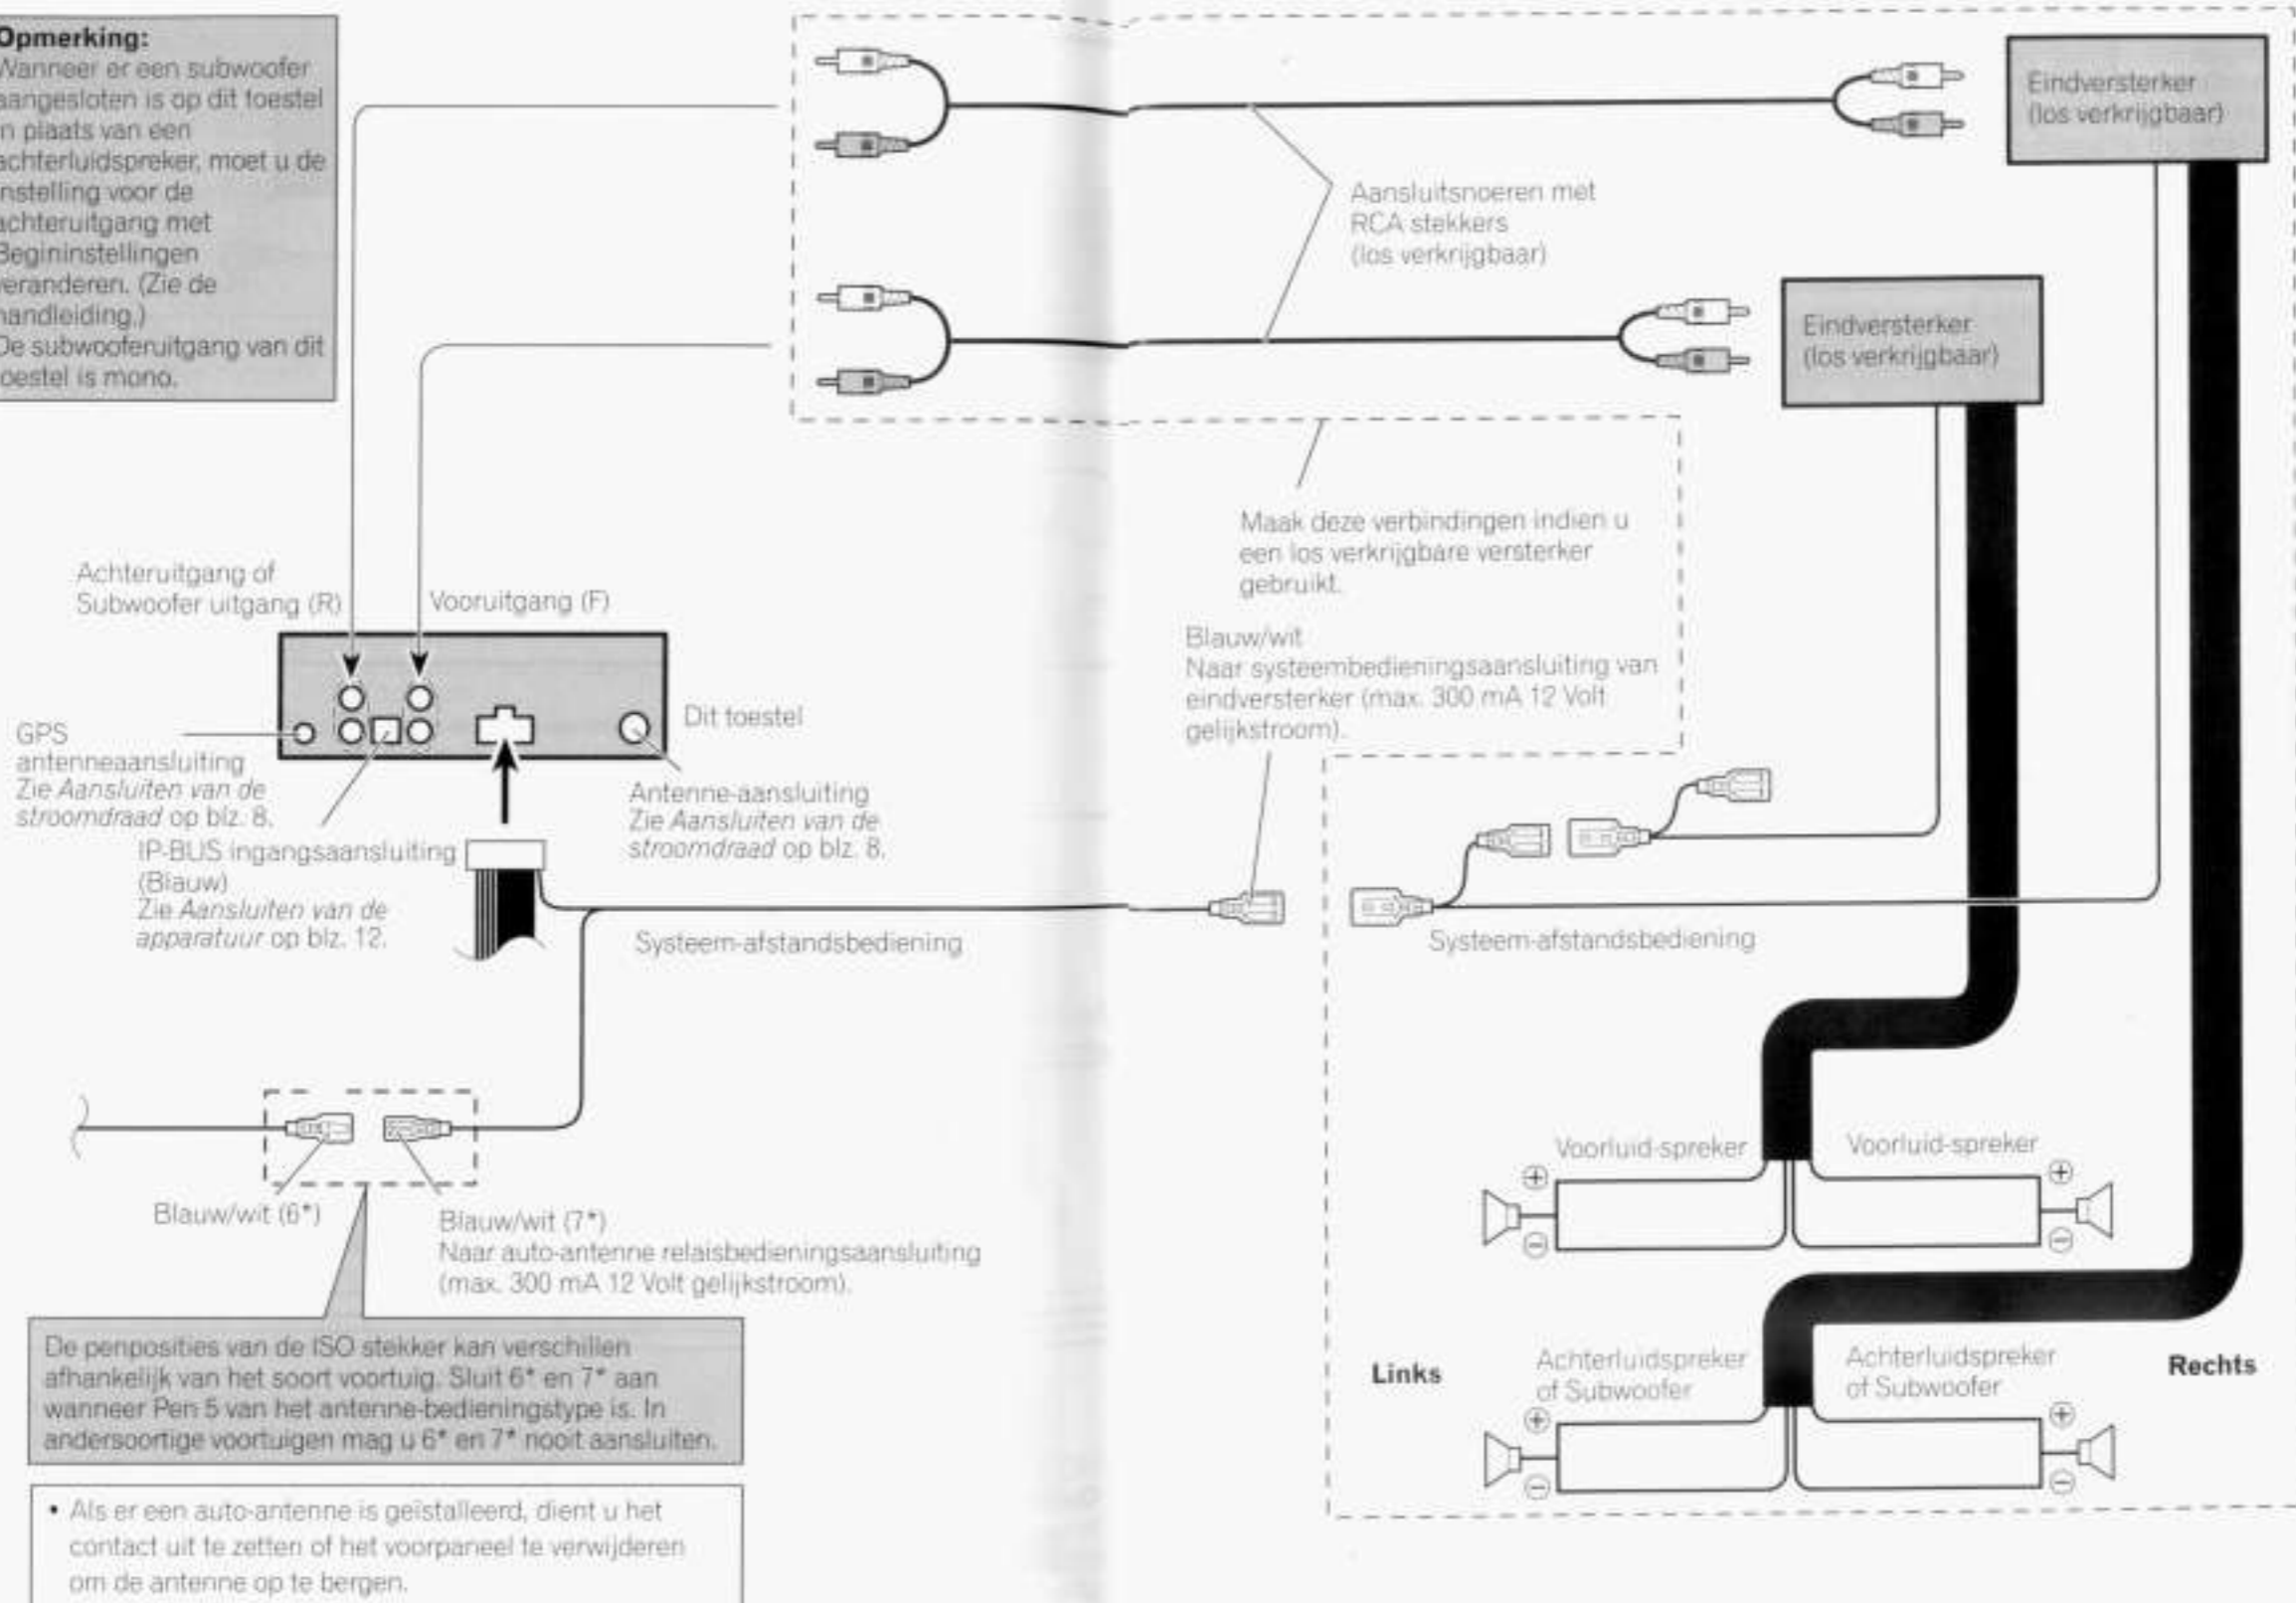 Opmerking:
Wanneer er een subwoofer
aangesloten is op dit toestel
in plaats van een
achterluidspreker, moet u de
instelling voor de
achteruitgang met
Begininstellingen
veranderen. (Zie de
handleiding.)
De subwooferuitgang van dit
toestel is mono.
Eindversterker
(los verkrijgbaar)
Aansluitsnoeren met
RCA stekkers
(los verkrijgbaar)
Eindversterker
(los verkrijgbaar)
Maak deze verbindingen indien u
een los verkrijgbare versterker
gebruikt.
Achteruitgang of
Subwoofer uitgang (R)
Vooruitgang (F)
Blauw/wit
Naar systeembedieningsaansluiting van
eindversterker (max. 300 mA 12 Volt
gelijkstroom).
Dit toestel
GPS
antenneaansluiting
Zie Aansluiten van de
stroomdraad op blz. 8.
Antenne-aansluiting
Zie Aansluiten van de
stroomdraad op blz. 8.
IP-BUS ingangsaansluiting
(Blauw)
Zie Aansluiten van de
apparatuur op blz. 12.
Systeem-afstandsbediening
Systeem-afstandsbediening
Blauw/wit (6*)
Blauw/wit (7*)
Naar auto-antenne relaisbedieningsaansluiting
(max. 300 mA 12 Volt gelijkstroom).
Voorluid-spreker
Voorluid-spreker
+
+
−
−
De penposities van de ISO stekker kan verschillen
afhankelijk van het soort voortuig. Sluit 6* en 7* aan
wanneer Pen 5 van het antenne-bedieningstype is. In
andersoortige voortuigen mag u 6* en 7* nooit aansluiten.
Links
Achterluidspreker
of Subwoofer
Achterluidspreker
of Subwoofer
Rechts
+
+
−
−
• Als er een auto-antenne is geïstalleerd, dient u het
contact uit te zetten of het voorpaneel te verwijderen
om de antenne op te bergen.